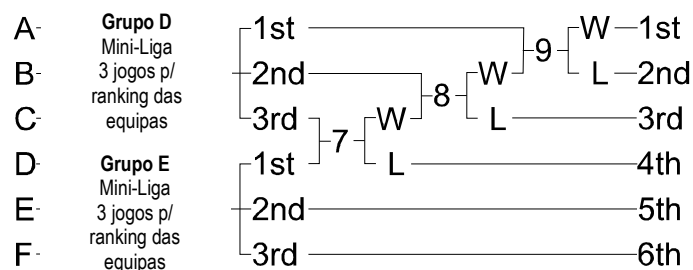 A
B
C
D
E
F
Grupo D
Mini-Liga
3 jogos p/
ranking das
equipas
Grupo E
Mini-Liga
3 jogos p/
ranking das
equipas
1st
2nd
3rd
1st
2nd
3rd
7
W
L
8
W
L
9
W
L
1st
2nd
3rd
4th
5th
6th